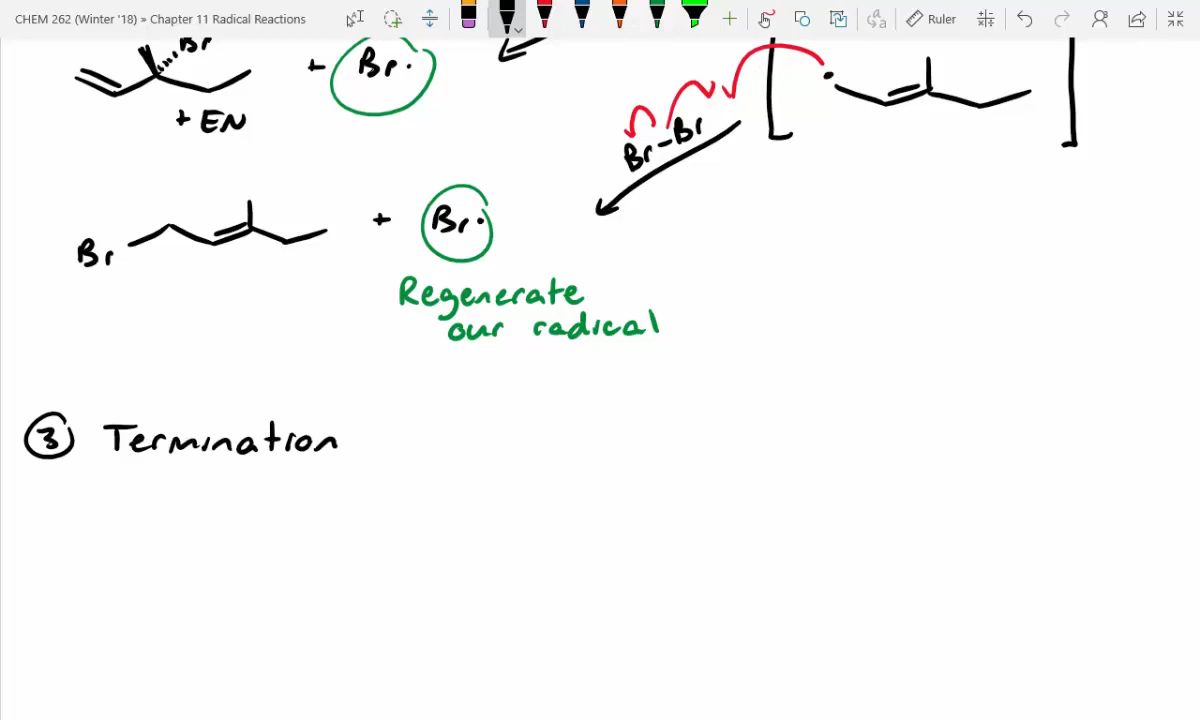 CHEM 262 (Winter '18) » Chapter 11 Radical Reactions
Ruler
Br
+ Br·
+ EN
Br–Br
Br + Br·
Regenerate
our radical
3 Termination